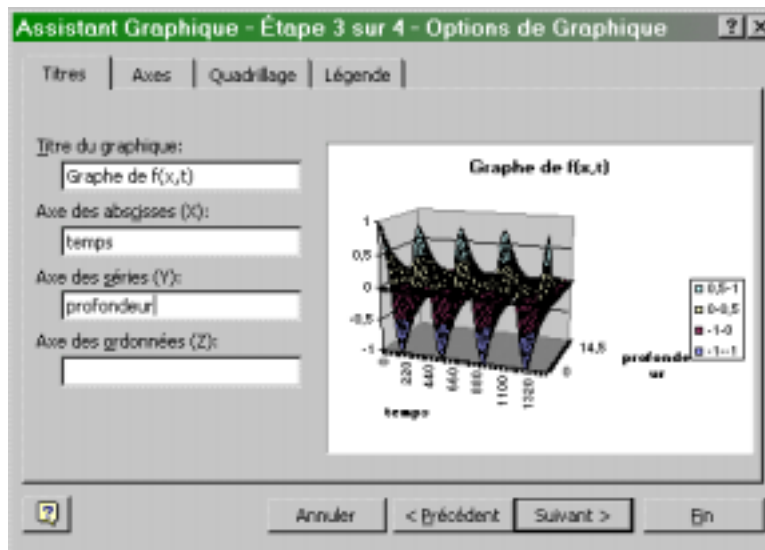 Assistant Graphique - Étape 3 sur 4 - Options de Graphique
Titres
Axes
Quadrillage
Légende
Titre du graphique:
Graphe de f(x,t)
Axe des abscisses (X):
temps
Axe des séries (Y):
profondeur
Axe des ordonnées (Z):
Graphe de f(x,t)
1
0,5
0
-0,5
-1
0
220
440
660
880
1100
1320
0
14,5
temps
profonde
ur
0,5-1
0-0,5
-1-0
-1--1
Annuler
< Précédent
Suivant >
Fin